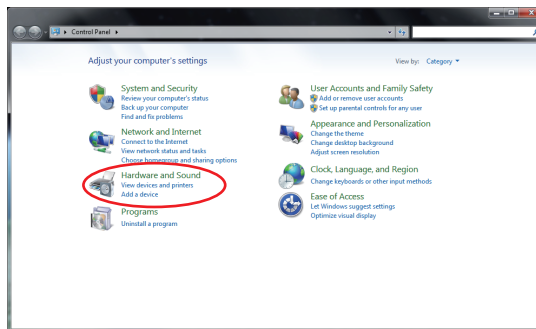 Control Panel
Adjust your computer's settings
View by: Category
System and Security
Review your computer's status
Back up your computer
Find and fix problems
Network and Internet
Connect to the Internet
View network status and tasks
Choose homegroup and sharing options
Hardware and Sound
View devices and printers
Add a device
Programs
Uninstall a program
User Accounts and Family Safety
Add or remove user accounts
Set up parental controls for any user
Appearance and Personalization
Change the theme
Change desktop background
Adjust screen resolution
Clock, Language, and Region
Change keyboards or other input methods
Ease of Access
Let Windows suggest settings
Optimize visual display